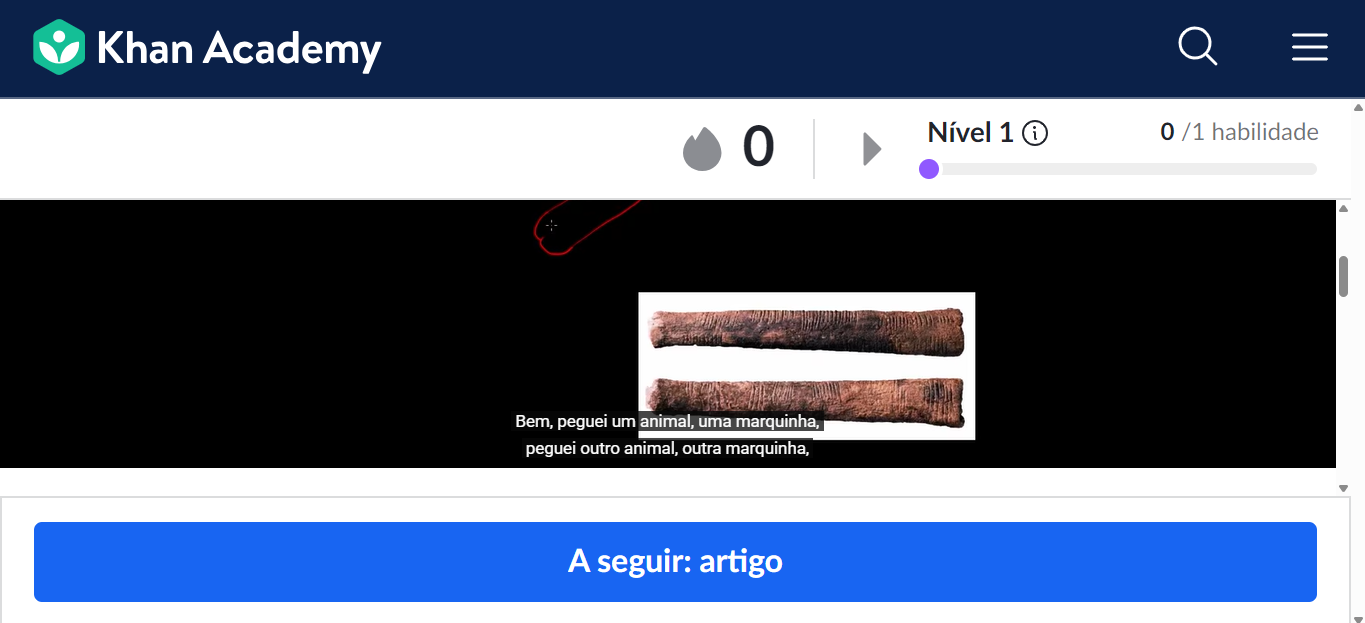 Khan Academy
0
Nível 1
0 /1 habilidade
Bem, peguei um animal, uma marquinha,
peguei outro animal, outra marquinha,
A seguir: artigo